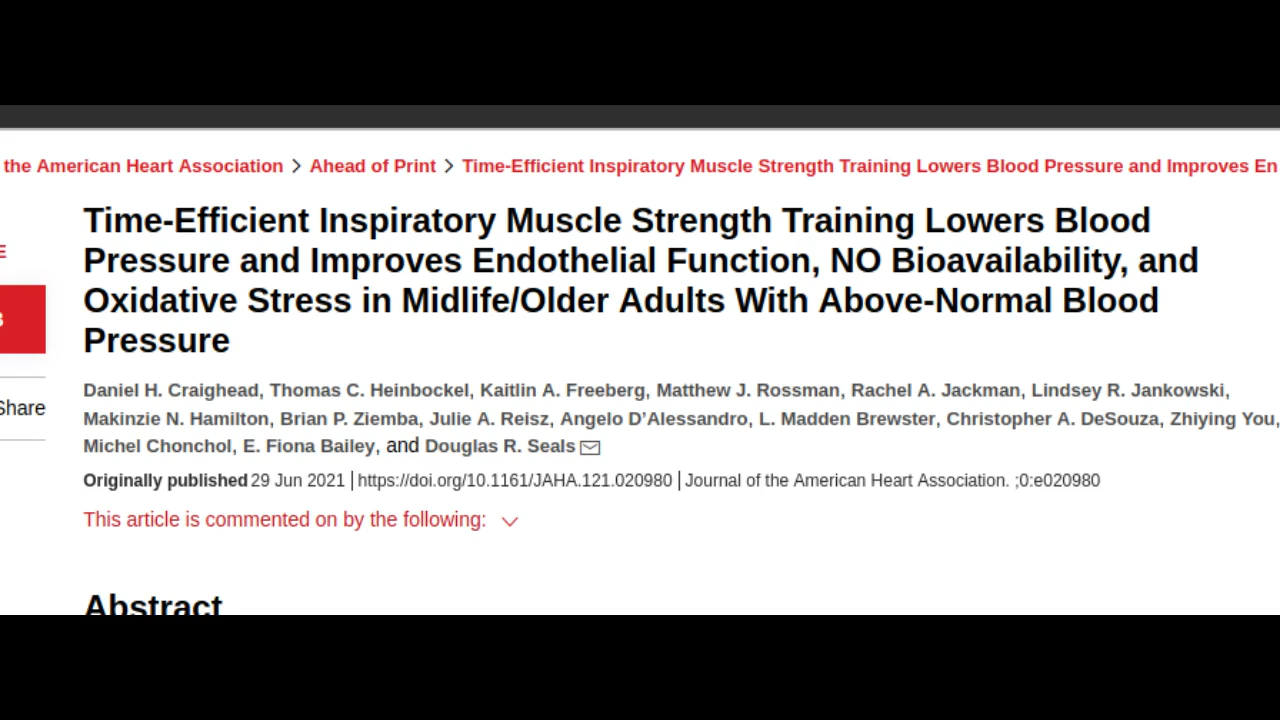 the American Heart Association > Ahead of Print > Time-Efficient Inspiratory Muscle Strength Training Lowers Blood Pressure and Improves En
Time-Efficient Inspiratory Muscle Strength Training Lowers Blood
Pressure and Improves Endothelial Function, NO Bioavailability, and
Oxidative Stress in Midlife/Older Adults With Above-Normal Blood
Pressure
Daniel H. Craighead, Thomas C. Heinbockel, Kaitlin A. Freeberg, Matthew J. Rossman, Rachel A. Jackman, Lindsey R. Jankowski,
Makinzie N. Hamilton, Brian P. Ziemba, Julie A. Reisz, Angelo D’Alessandro, L. Madden Brewster, Christopher A. DeSouza, Zhiying You,
Michel Chonchol, E. Fiona Bailey, and Douglas R. Seals
Share
Originally published 29 Jun 2021 | https://doi.org/10.1161/JAHA.121.020980 | Journal of the American Heart Association. ;0:e020980
This article is commented on by the following:
Abstract